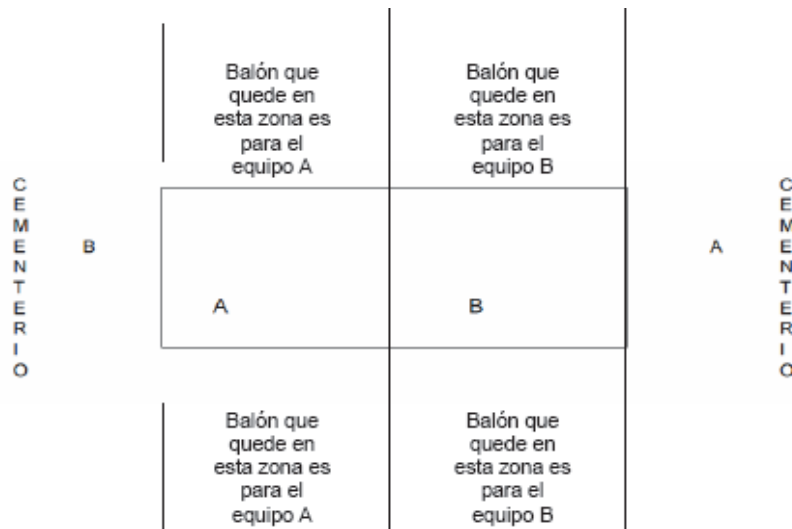 Balón que
quede en
esta zona es
para el
equipo A
Balón que
quede en
esta zona es
para el
equipo B
CEMENTERIO
B
A
B
A
CEMENTERIO
Balón que
quede en
esta zona es
para el
equipo A
Balón que
quede en
esta zona es
para el
equipo B